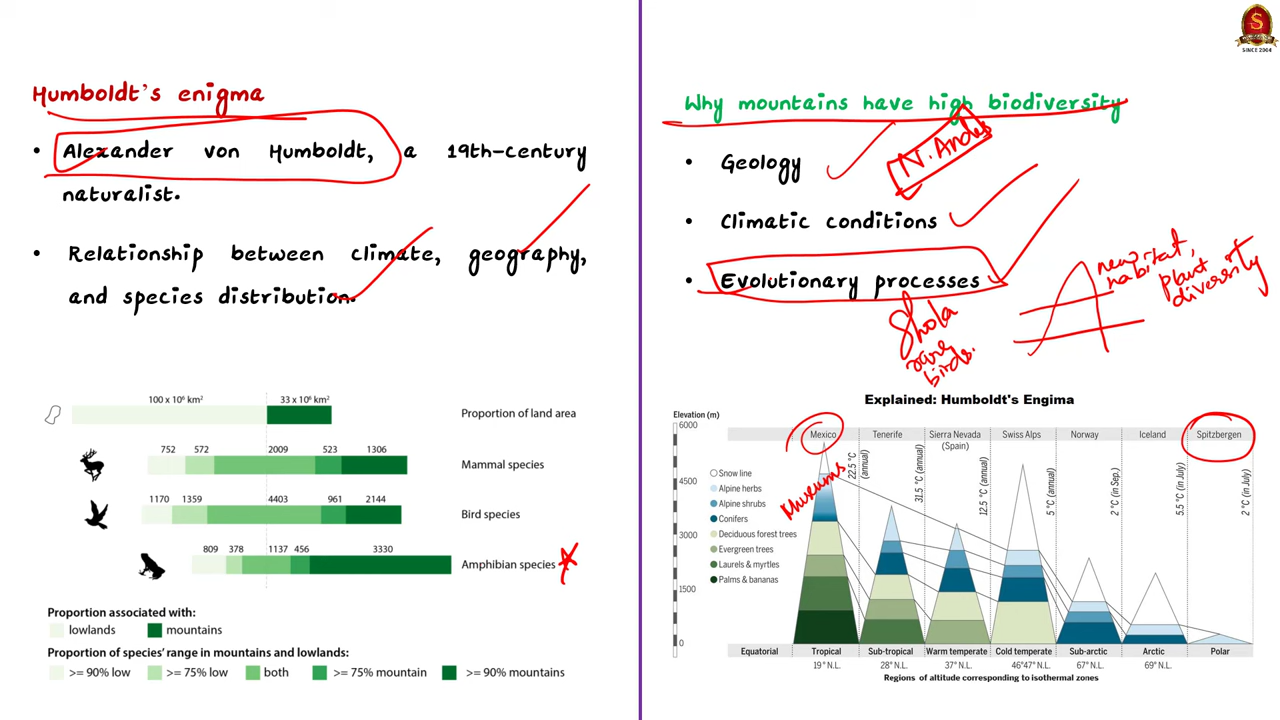 Humboldt's enigma
• Alexander von Humboldt, a 19th-century
naturalist.
• Relationship between climate, geography,
and species distribution.
100 x 10⁶ km²
33 x 10⁶ km²
Proportion of land area
752
572
2009
523
1306
Mammal species
1170
1359
4403
961
2144
Bird species
809
378
1137
456
3330
Amphibian species
Proportion associated with:
lowlands
mountains
Proportion of species' range in mountains and lowlands:
>= 90% low
>= 75% low
both
>= 75% mountain
>= 90% mountains
SINCE 2004
Why mountains have high biodiversity
• Geology
N. Andes
• Climatic conditions
• Evolutionary processes
new habitat,
plant diversity
Shola
rare
birds.
Explained: Humboldt's Engima
Elevation (m)
6000
4500
3000
1500
0
Mexico
Tenerife
Sierra Nevada
(Spain)
Swiss Alps
Norway
Iceland
Spitzbergen
Museums
22.5 °C
(annual)
31.5 °C (annual)
12.5 °C (annual)
5 °C (annual)
2 °C (in Sep.)
5.5 °C (in July)
2 °C (in July)
Snow line
Alpine herbs
Alpine shrubs
Conifers
Deciduous forest trees
Evergreen trees
Laurels & myrtles
Palms & bananas
Equatorial
Tropical
Sub-tropical
Warm temperate
Cold temperate
Sub-arctic
Arctic
Polar
19° N.L.
28° N.L.
37° N.L.
46°47° N.L.
67° N.L.
69° N.L.
Regions of altitude corresponding to isothermal zones